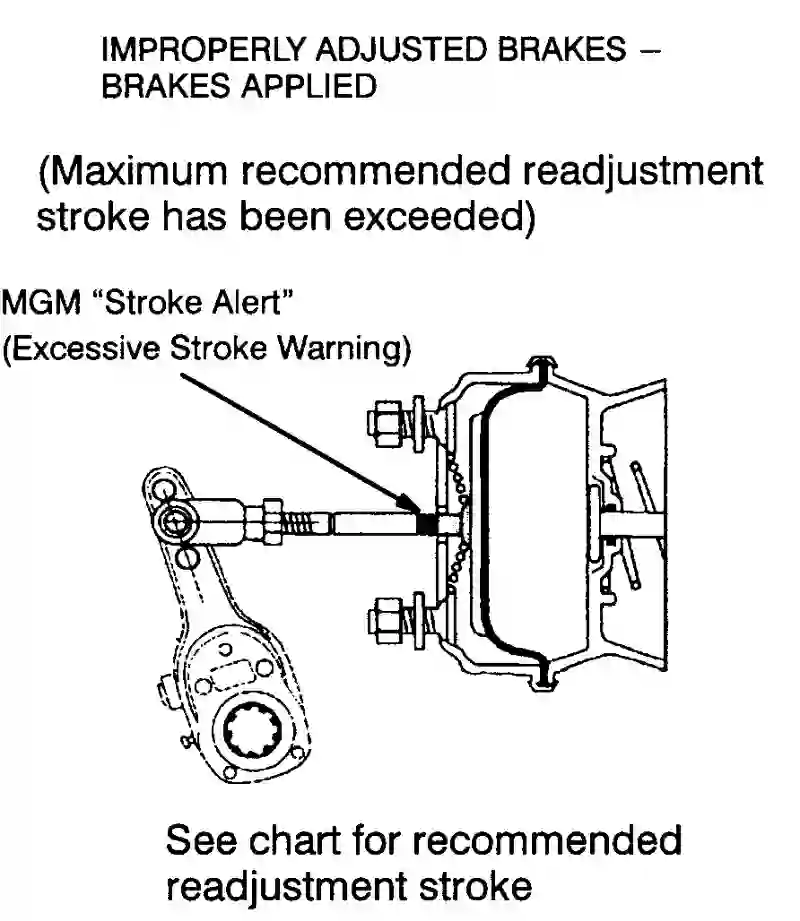 IMPROPERLY ADJUSTED BRAKES –
BRAKES APPLIED
(Maximum recommended readjustment
stroke has been exceeded)
MGM “Stroke Alert”
(Excessive Stroke Warning)
See chart for recommended
readjustment stroke